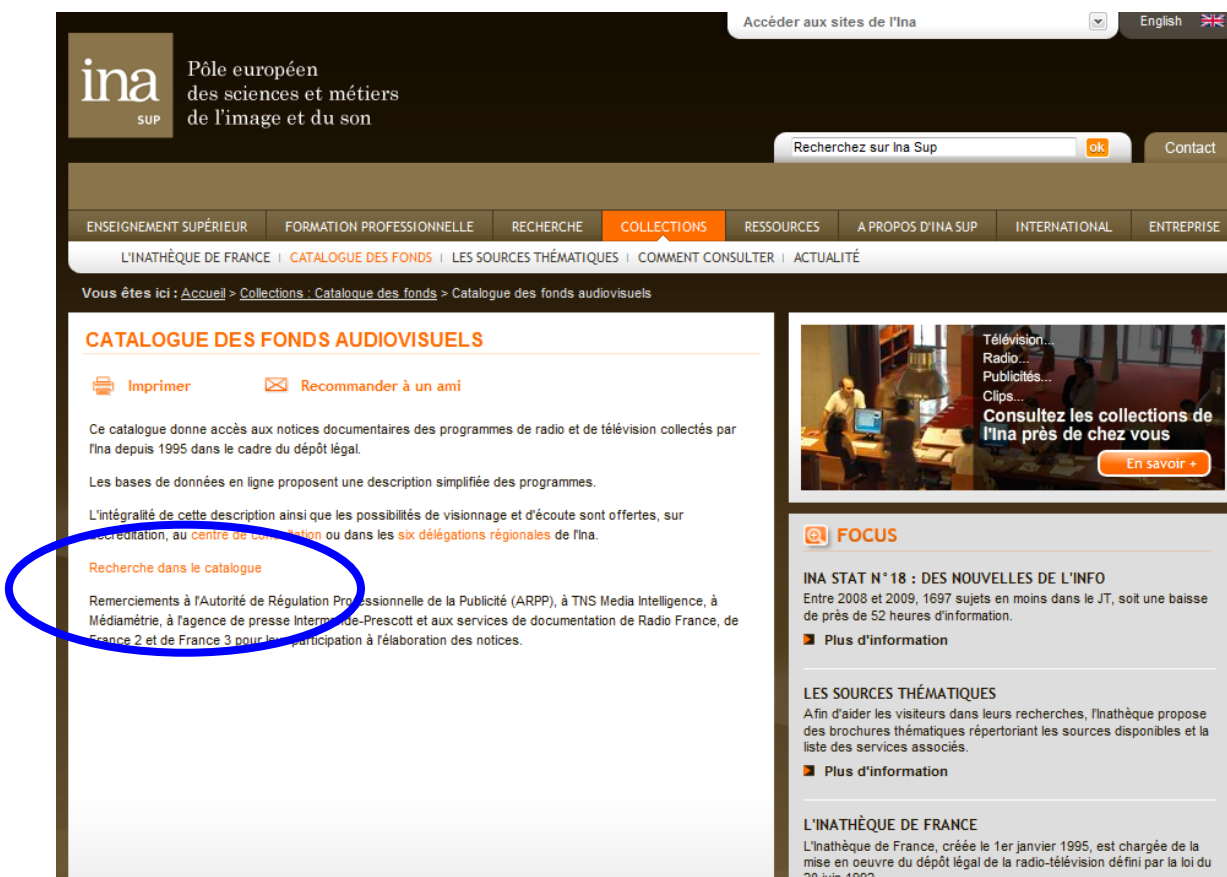 Accéder aux sites de l'Ina
English
ina
SUP
Pôle européen
des sciences et métiers
de l'image et du son
Recherchez sur Ina Sup
ok
Contact
ENSEIGNEMENT SUPÉRIEUR FORMATION PROFESSIONNELLE RECHERCHE COLLECTIONS RESSOURCES A PROPOS D'INA SUP INTERNATIONAL ENTREPRISE
L'INATHÈQUE DE FRANCE | CATALOGUE DES FONDS | LES SOURCES THÉMATIQUES | COMMENT CONSULTER | ACTUALITÉ
Vous êtes ici : Accueil > Collections : Catalogue des fonds > Catalogue des fonds audiovisuels
CATALOGUE DES FONDS AUDIOVISUELS
Imprimer
Recommander à un ami
Ce catalogue donne accès aux notices documentaires des programmes de radio et de télévision collectés par
l'Ina depuis 1995 dans le cadre du dépôt légal.
Les bases de données en ligne proposent une description simplifiée des programmes.
L'intégralité de cette description ainsi que les possibilités de visionnage et d'écoute sont offertes, sur
accréditation, au centre de consultation ou dans les six délégations régionales de l'Ina.
Recherche dans le catalogue
Remerciements à l'Autorité de Régulation Professionnelle de la Publicité (ARPP), à TNS Media Intelligence, à
Médiamétrie, à l'agence de presse Intermonde-Prescott et aux services de documentation de Radio France, de
France 2 et de France 3 pour leur participation à l'élaboration des notices.
Télévision...
Radio...
Publicités...
Clips...
Consultez les collections de
l'Ina près de chez vous
En savoir +
FOCUS
INA STAT N°18 : DES NOUVELLES DE L'INFO
Entre 2008 et 2009, 1697 sujets en moins dans le JT, soit une baisse
de près de 52 heures d'information.
Plus d'information
LES SOURCES THÉMATIQUES
Afin d'aider les visiteurs dans leurs recherches, l'Inathèque propose
des brochures thématiques répertoriant les sources disponibles et la
liste des services associés.
Plus d'information
L'INATHÈQUE DE FRANCE
L'Inathèque de France, créée le 1er janvier 1995, est chargée de la
mise en oeuvre du dépôt légal de la radio-télévision défini par la loi du
20 juin 1992